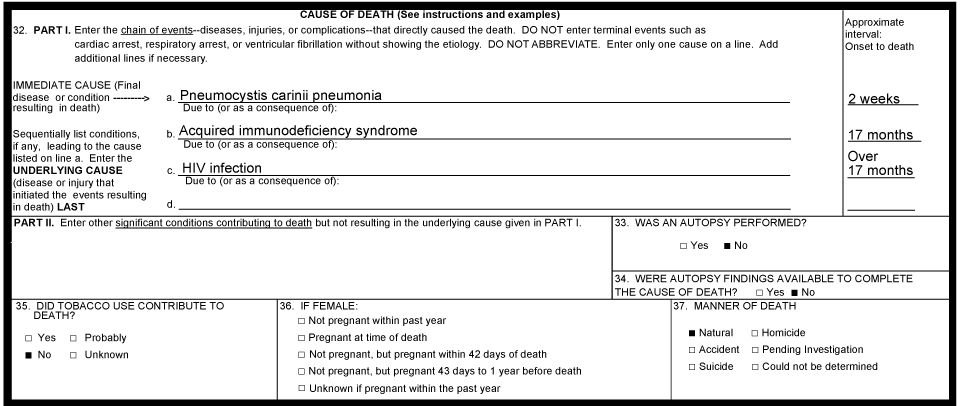 CAUSE OF DEATH (See instructions and examples)
32. PART I. Enter the chain of events--diseases, injuries, or complications--that directly caused the death. DO NOT enter terminal events such as
cardiac arrest, respiratory arrest, or ventricular fibrillation without showing the etiology. DO NOT ABBREVIATE. Enter only one cause on a line. Add
additional lines if necessary.
Approximate
interval:
Onset to death
IMMEDIATE CAUSE (Final
disease or condition --------->
resulting in death)
a. Pneumocystis carinii pneumonia
Due to (or as a consequence of):
2 weeks
Sequentially list conditions,
if any, leading to the cause
listed on line a. Enter the
UNDERLYING CAUSE
(disease or injury that
initiated the events resulting
in death) LAST
b. Acquired immunodeficiency syndrome
Due to (or as a consequence of):
17 months
c. HIV infection
Due to (or as a consequence of):
Over
17 months
d.
PART II. Enter other significant conditions contributing to death but not resulting in the underlying cause given in PART I.
33. WAS AN AUTOPSY PERFORMED?
□ Yes ■ No
34. WERE AUTOPSY FINDINGS AVAILABLE TO COMPLETE
THE CAUSE OF DEATH? □ Yes ■ No
35. DID TOBACCO USE CONTRIBUTE TO
DEATH?
□ Yes □ Probably
■ No □ Unknown
36. IF FEMALE:
□ Not pregnant within past year
□ Pregnant at time of death
□ Not pregnant, but pregnant within 42 days of death
□ Not pregnant, but pregnant 43 days to 1 year before death
□ Unknown if pregnant within the past year
37. MANNER OF DEATH
■ Natural □ Homicide
□ Accident □ Pending Investigation
□ Suicide □ Could not be determined